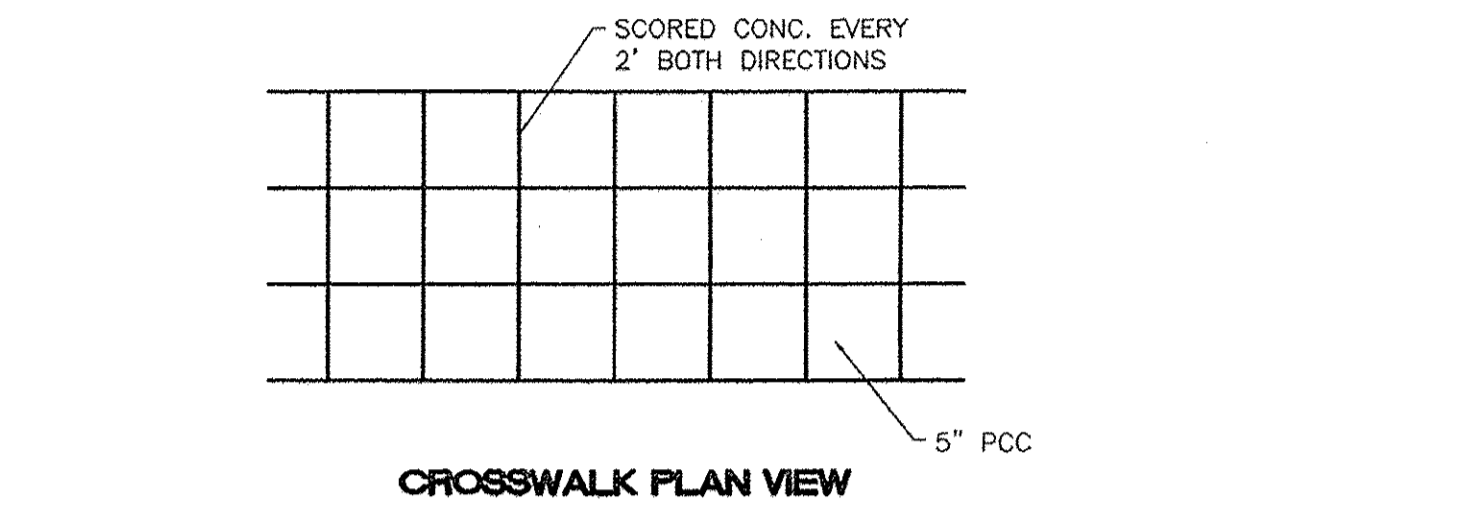 SCORED CONC. EVERY
2' BOTH DIRECTIONS
5" PCC
CROSSWALK PLAN VIEW